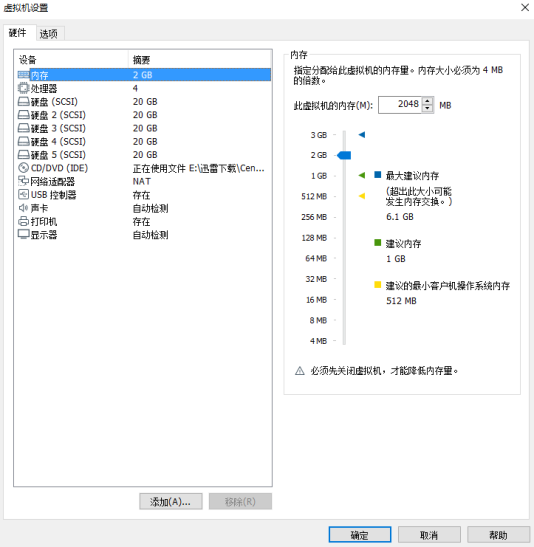 虚拟机设置
硬件 选项
设备 摘要
内存 2 GB
处理器 4
硬盘 (SCSI) 20 GB
硬盘 2 (SCSI) 20 GB
硬盘 3 (SCSI) 20 GB
硬盘 4 (SCSI) 20 GB
硬盘 5 (SCSI) 20 GB
CD/DVD (IDE) 正在使用文件 E:\迅雷下载\Cen...
网络适配器 NAT
USB 控制器 存在
声卡 自动检测
打印机 存在
显示器 自动检测
添加(A)... 移除(R)
内存
指定分配给此虚拟机的内存量。内存大小必须为 4 MB
的倍数。
此虚拟机的内存(M): 2048 MB
3 GB
2 GB
1 GB
512 MB
256 MB
128 MB
64 MB
32 MB
16 MB
8 MB
4 MB
最大建议内存
(超出此大小可能
发生内存交换。)
6.1 GB
建议内存
1 GB
建议的最小客户机操作系统内存
512 MB
必须先关闭虚拟机，才能降低内存量。
确定 取消 帮助